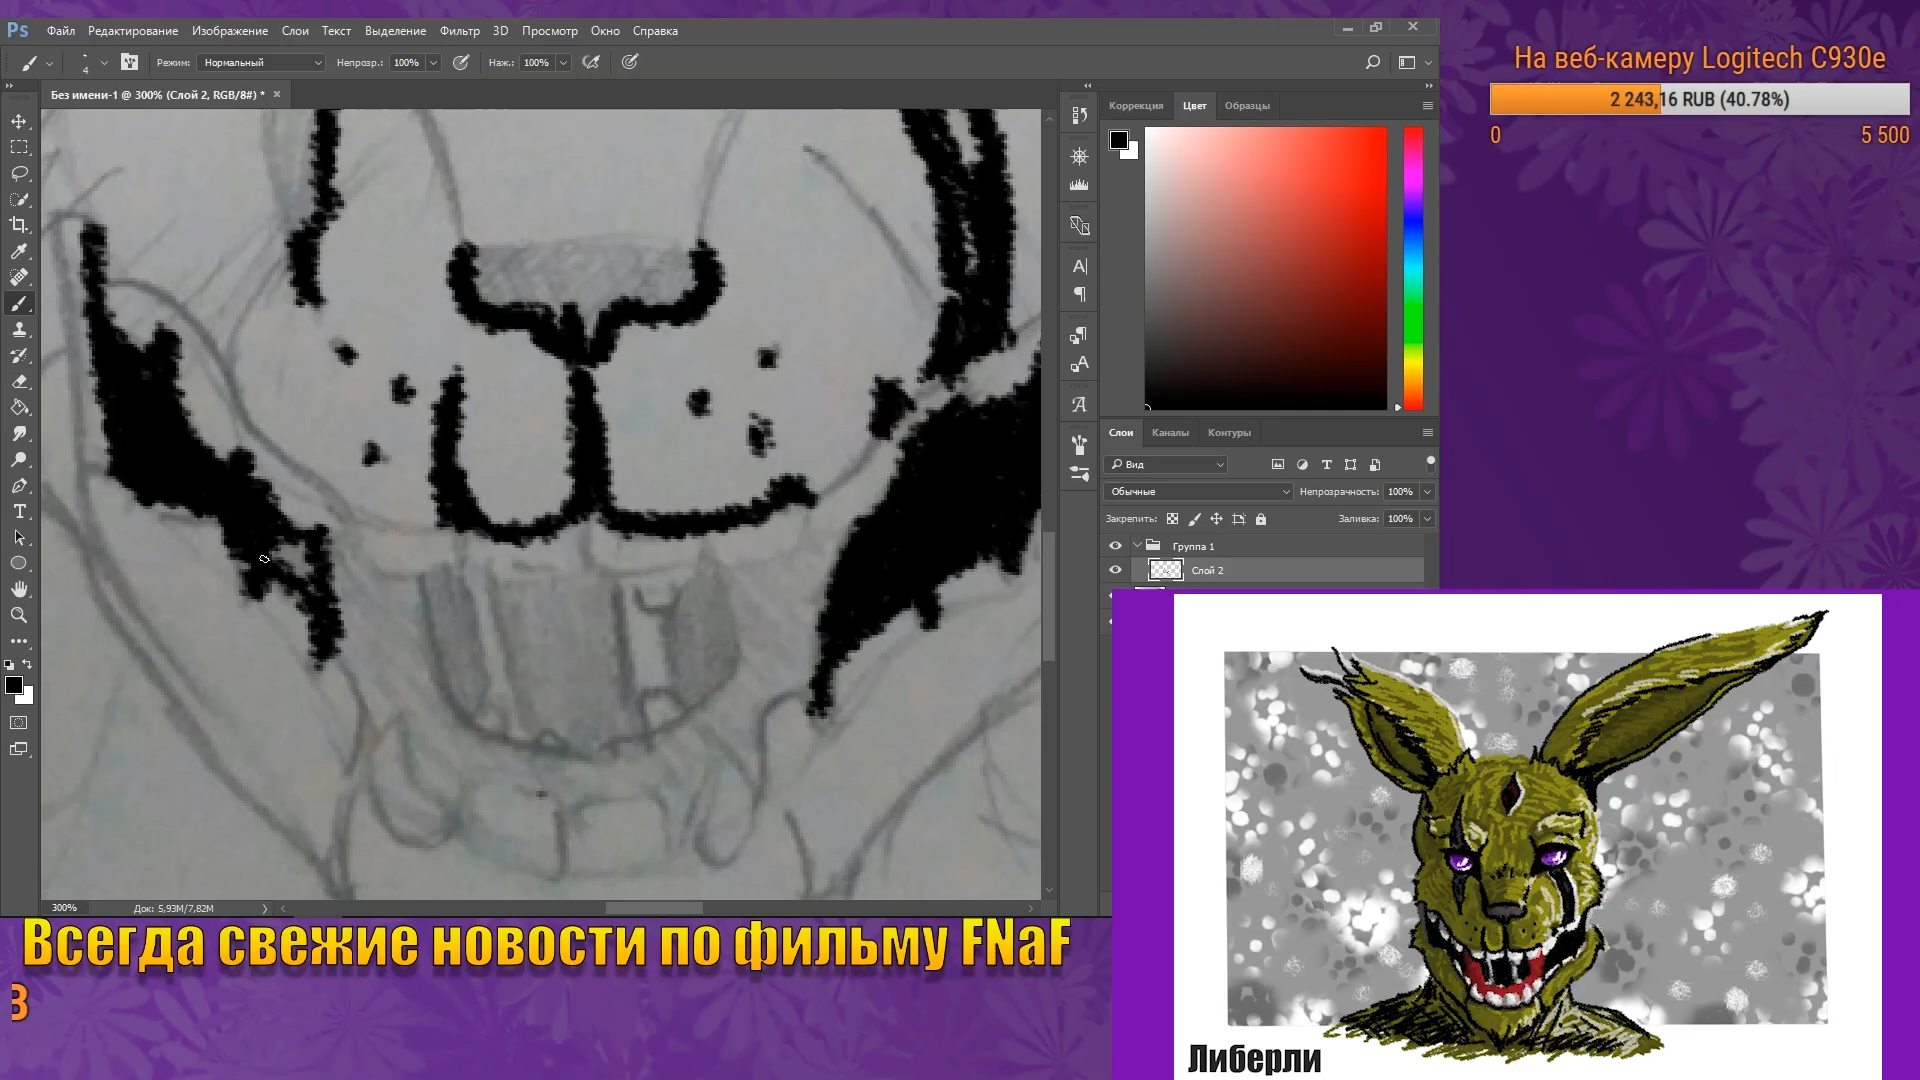 Ps Файл Редактирование Изображение Слои Текст Выделение Фильтр 3D Просмотр Окно Справка
4 Режим: Нормальный Непрозр.: 100% Наж.: 100%
Без имени-1 @ 300% (Слой 2, RGB/8#) *
Коррекция Цвет Образцы
Слои Каналы Контуры
Вид
Обычные Непрозрачность: 100%
Закрепить: Заливка: 100%
Группа 1
Слой 2
300% Док: 5,93M/7,82M
На веб-камеру Logitech C930e
2 243,16 RUB (40.78%)
0 5 500
Всегда свежие новости по фильму FNaF
В
Либерли